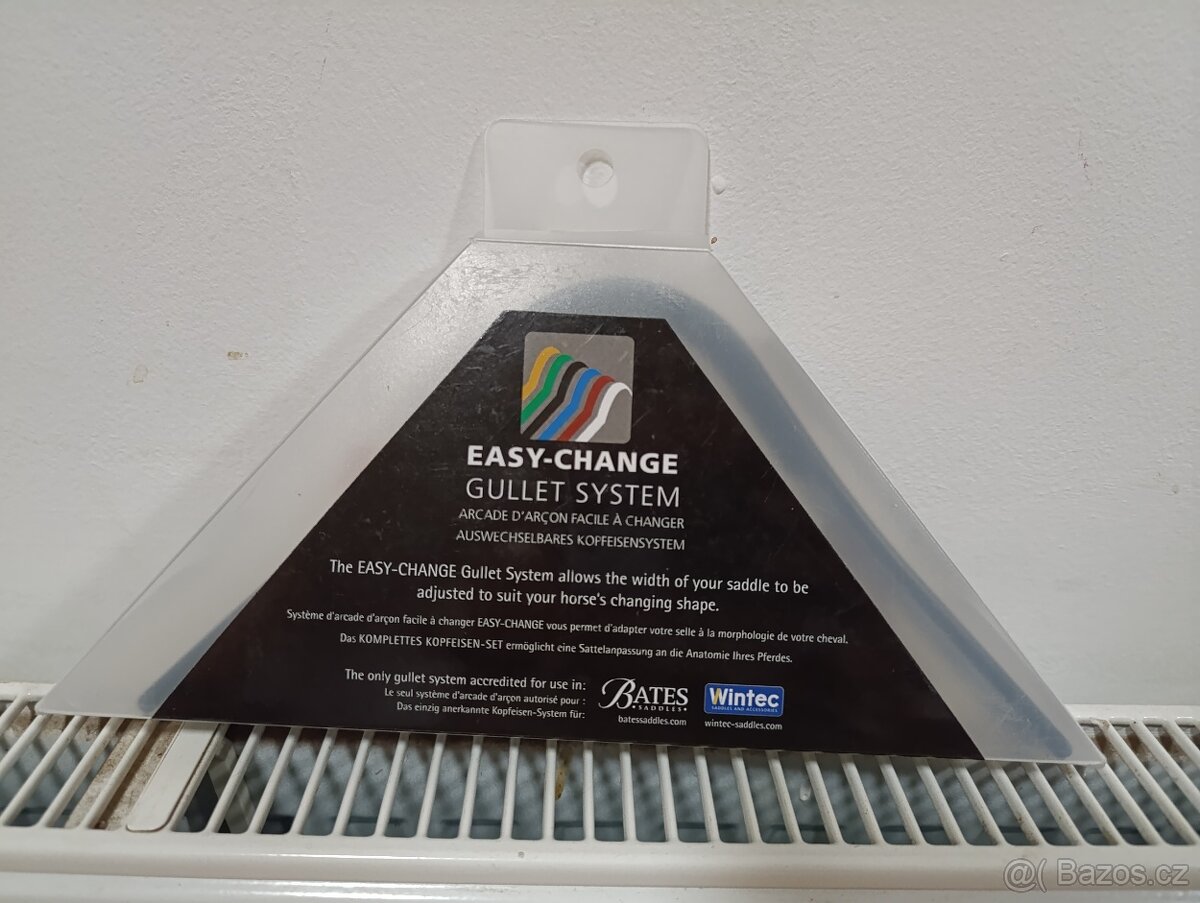 EASY-CHANGE
GULLET SYSTEM
ARCADE D'ARÇON FACILE À CHANGER
AUSWECHSELBARES KOPFEISENSYSTEM
The EASY-CHANGE Gullet System allows the width of your saddle to be
adjusted to suit your horse's changing shape.
Système d'arcade d'arçon facile à changer EASY-CHANGE vous permet d'adapter votre selle à la morphologie de votre cheval.
Das KOMPLETTES KOPFEISEN-SET ermöglicht eine Sattelanpassung an die Anatomie Ihres Pferdes.
The only gullet system accredited for use in:
Le seul système d'arcade d'arçon autorisé pour :
Das einzig anerkannte Kopfeisen-System für:
BATES
SADDLES
batessaddles.com
Wintec
SADDLES AND ACCESSORIES
wintec-saddles.com
@( Bazos.cz